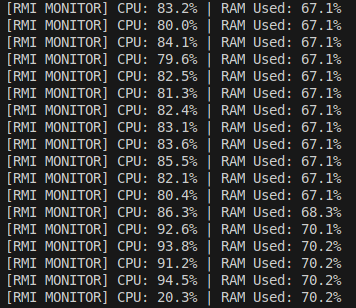 [RMI MONITOR] CPU: 83.2% | RAM Used: 67.1%
[RMI MONITOR] CPU: 80.0% | RAM Used: 67.1%
[RMI MONITOR] CPU: 84.1% | RAM Used: 67.1%
[RMI MONITOR] CPU: 79.6% | RAM Used: 67.1%
[RMI MONITOR] CPU: 82.5% | RAM Used: 67.1%
[RMI MONITOR] CPU: 81.3% | RAM Used: 67.1%
[RMI MONITOR] CPU: 82.4% | RAM Used: 67.1%
[RMI MONITOR] CPU: 83.1% | RAM Used: 67.1%
[RMI MONITOR] CPU: 83.6% | RAM Used: 67.1%
[RMI MONITOR] CPU: 85.5% | RAM Used: 67.1%
[RMI MONITOR] CPU: 82.1% | RAM Used: 67.1%
[RMI MONITOR] CPU: 80.4% | RAM Used: 67.1%
[RMI MONITOR] CPU: 86.3% | RAM Used: 68.3%
[RMI MONITOR] CPU: 92.6% | RAM Used: 70.1%
[RMI MONITOR] CPU: 93.8% | RAM Used: 70.2%
[RMI MONITOR] CPU: 91.2% | RAM Used: 70.2%
[RMI MONITOR] CPU: 94.5% | RAM Used: 70.2%
[RMI MONITOR] CPU: 20.3% | RAM Used: 70.2%